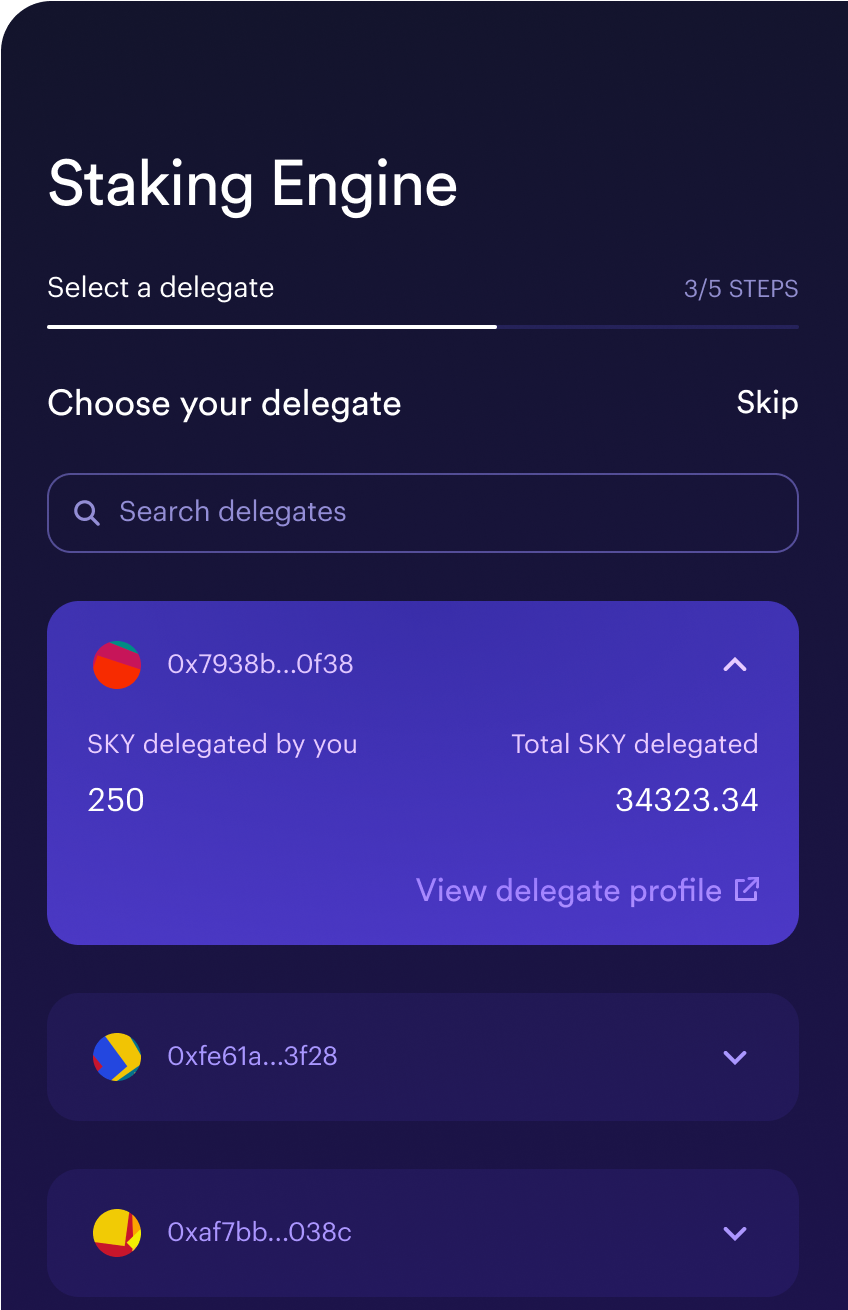 Staking Engine
Select a delegate 3/5 STEPS
Choose your delegate Skip
Search delegates
0x7938b...0f38
SKY delegated by you Total SKY delegated
250 34323.34
View delegate profile
0xfe61a...3f28
0xaf7bb...038c